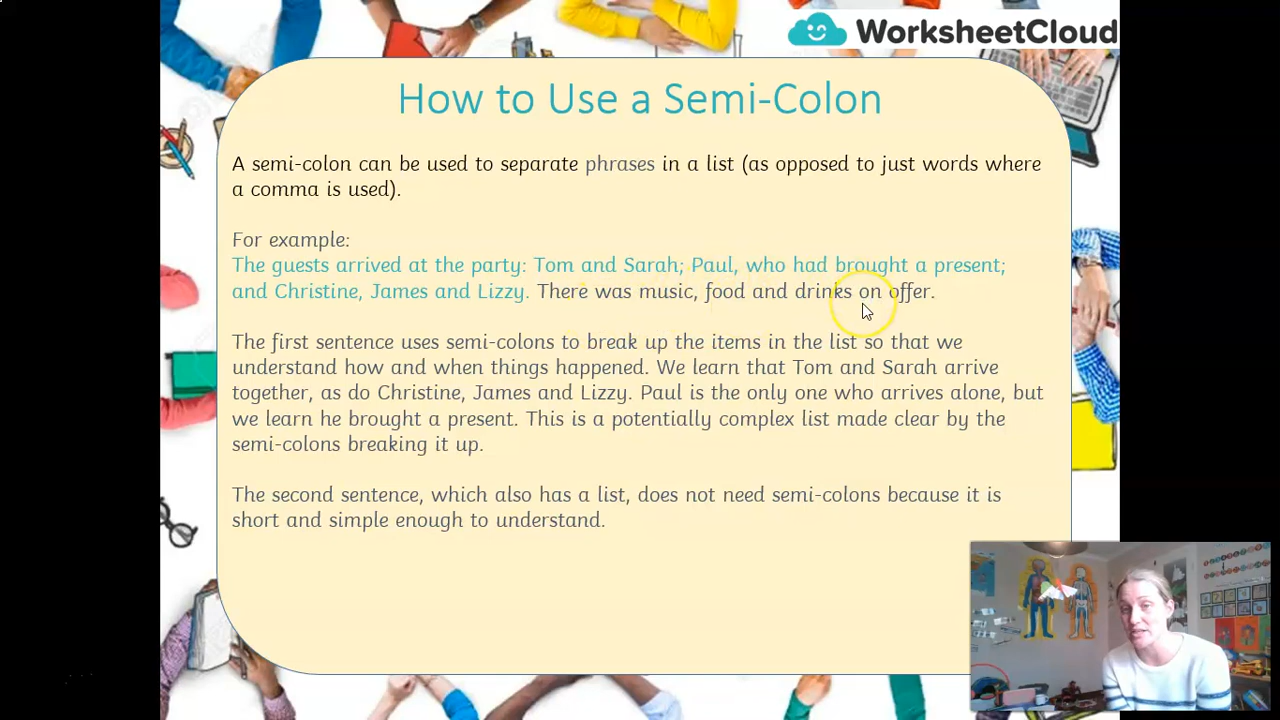 WorksheetCloud
How to Use a Semi-Colon
A semi-colon can be used to separate phrases in a list (as opposed to just words where
a comma is used).
For example:
The guests arrived at the party: Tom and Sarah; Paul, who had brought a present;
and Christine, James and Lizzy. There was music, food and drinks on offer.
The first sentence uses semi-colons to break up the items in the list so that we
understand how and when things happened. We learn that Tom and Sarah arrive
together, as do Christine, James and Lizzy. Paul is the only one who arrives alone, but
we learn he brought a present. This is a potentially complex list made clear by the
semi-colons breaking it up.
The second sentence, which also has a list, does not need semi-colons because it is
short and simple enough to understand.